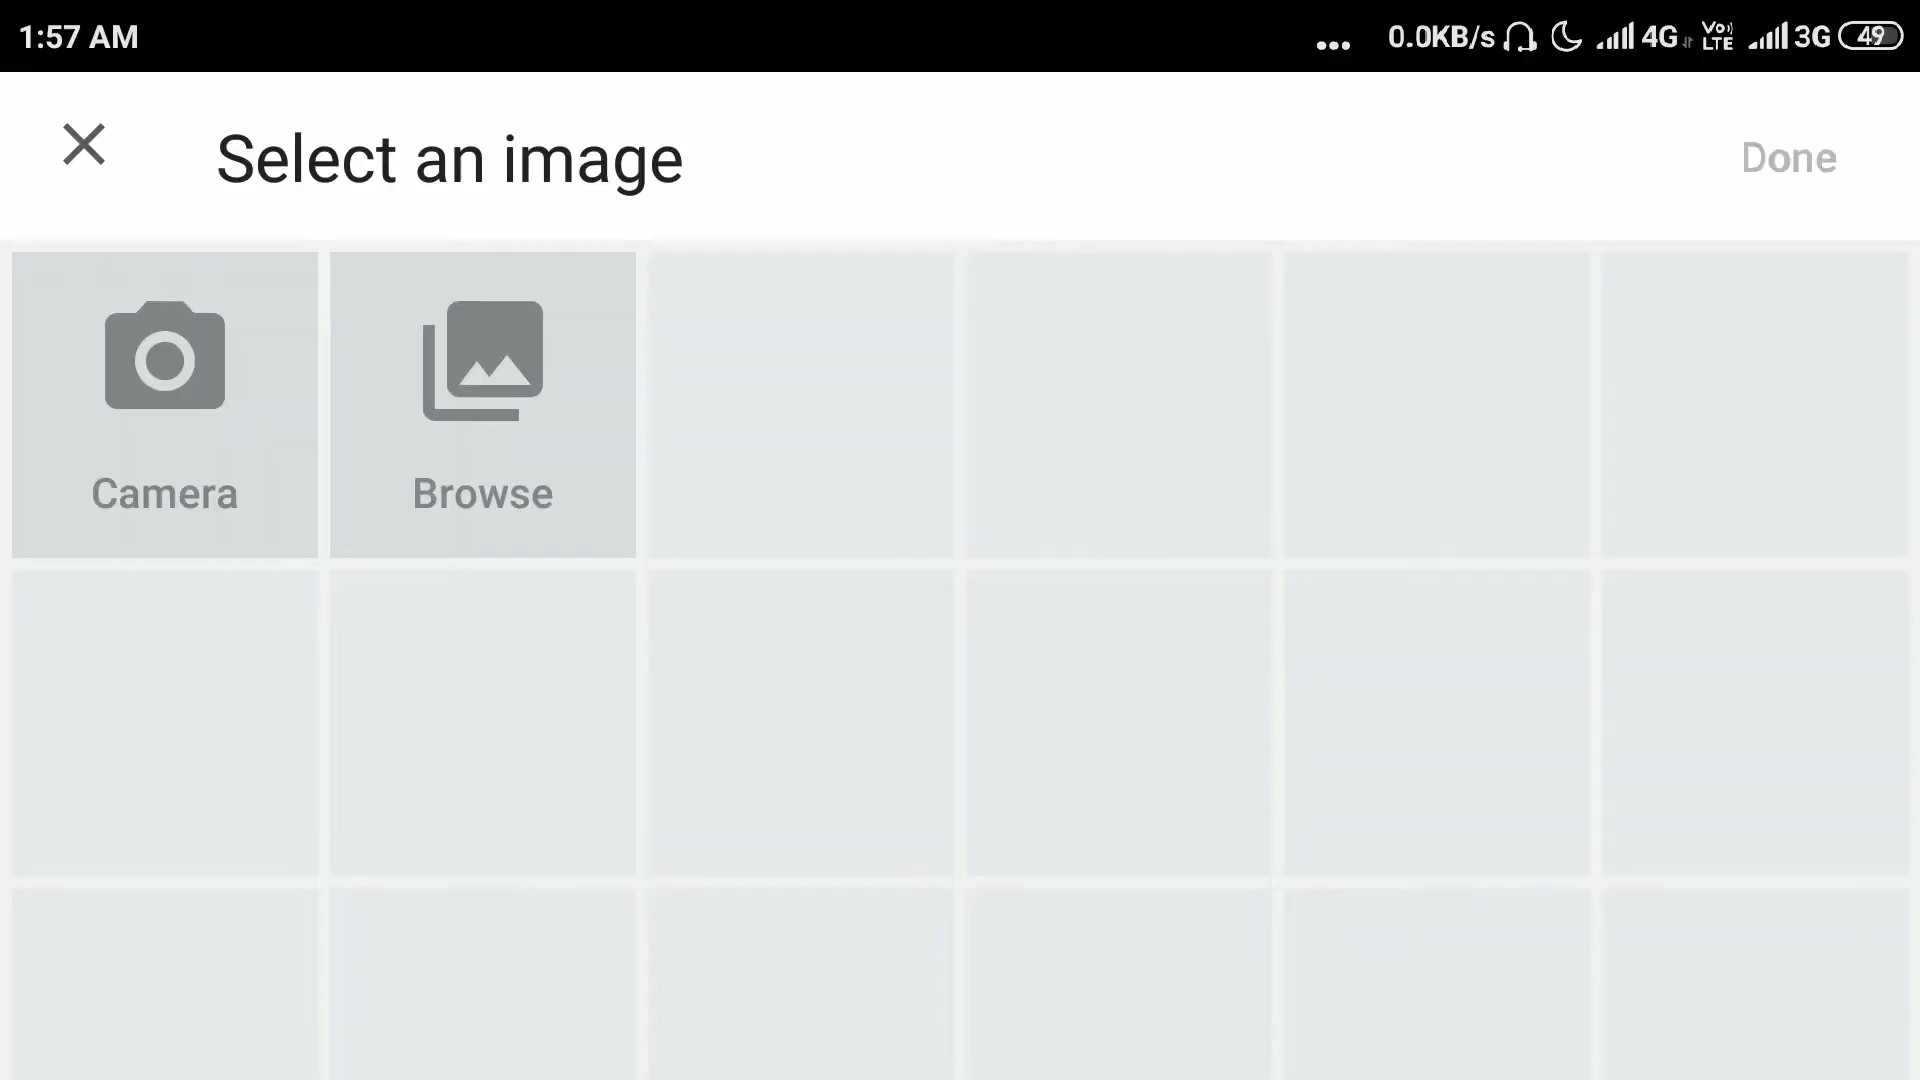 1:57 AM
... 0.0KB/s 4G Vo) LTE 3G 49
Select an image
Done
Camera
Browse